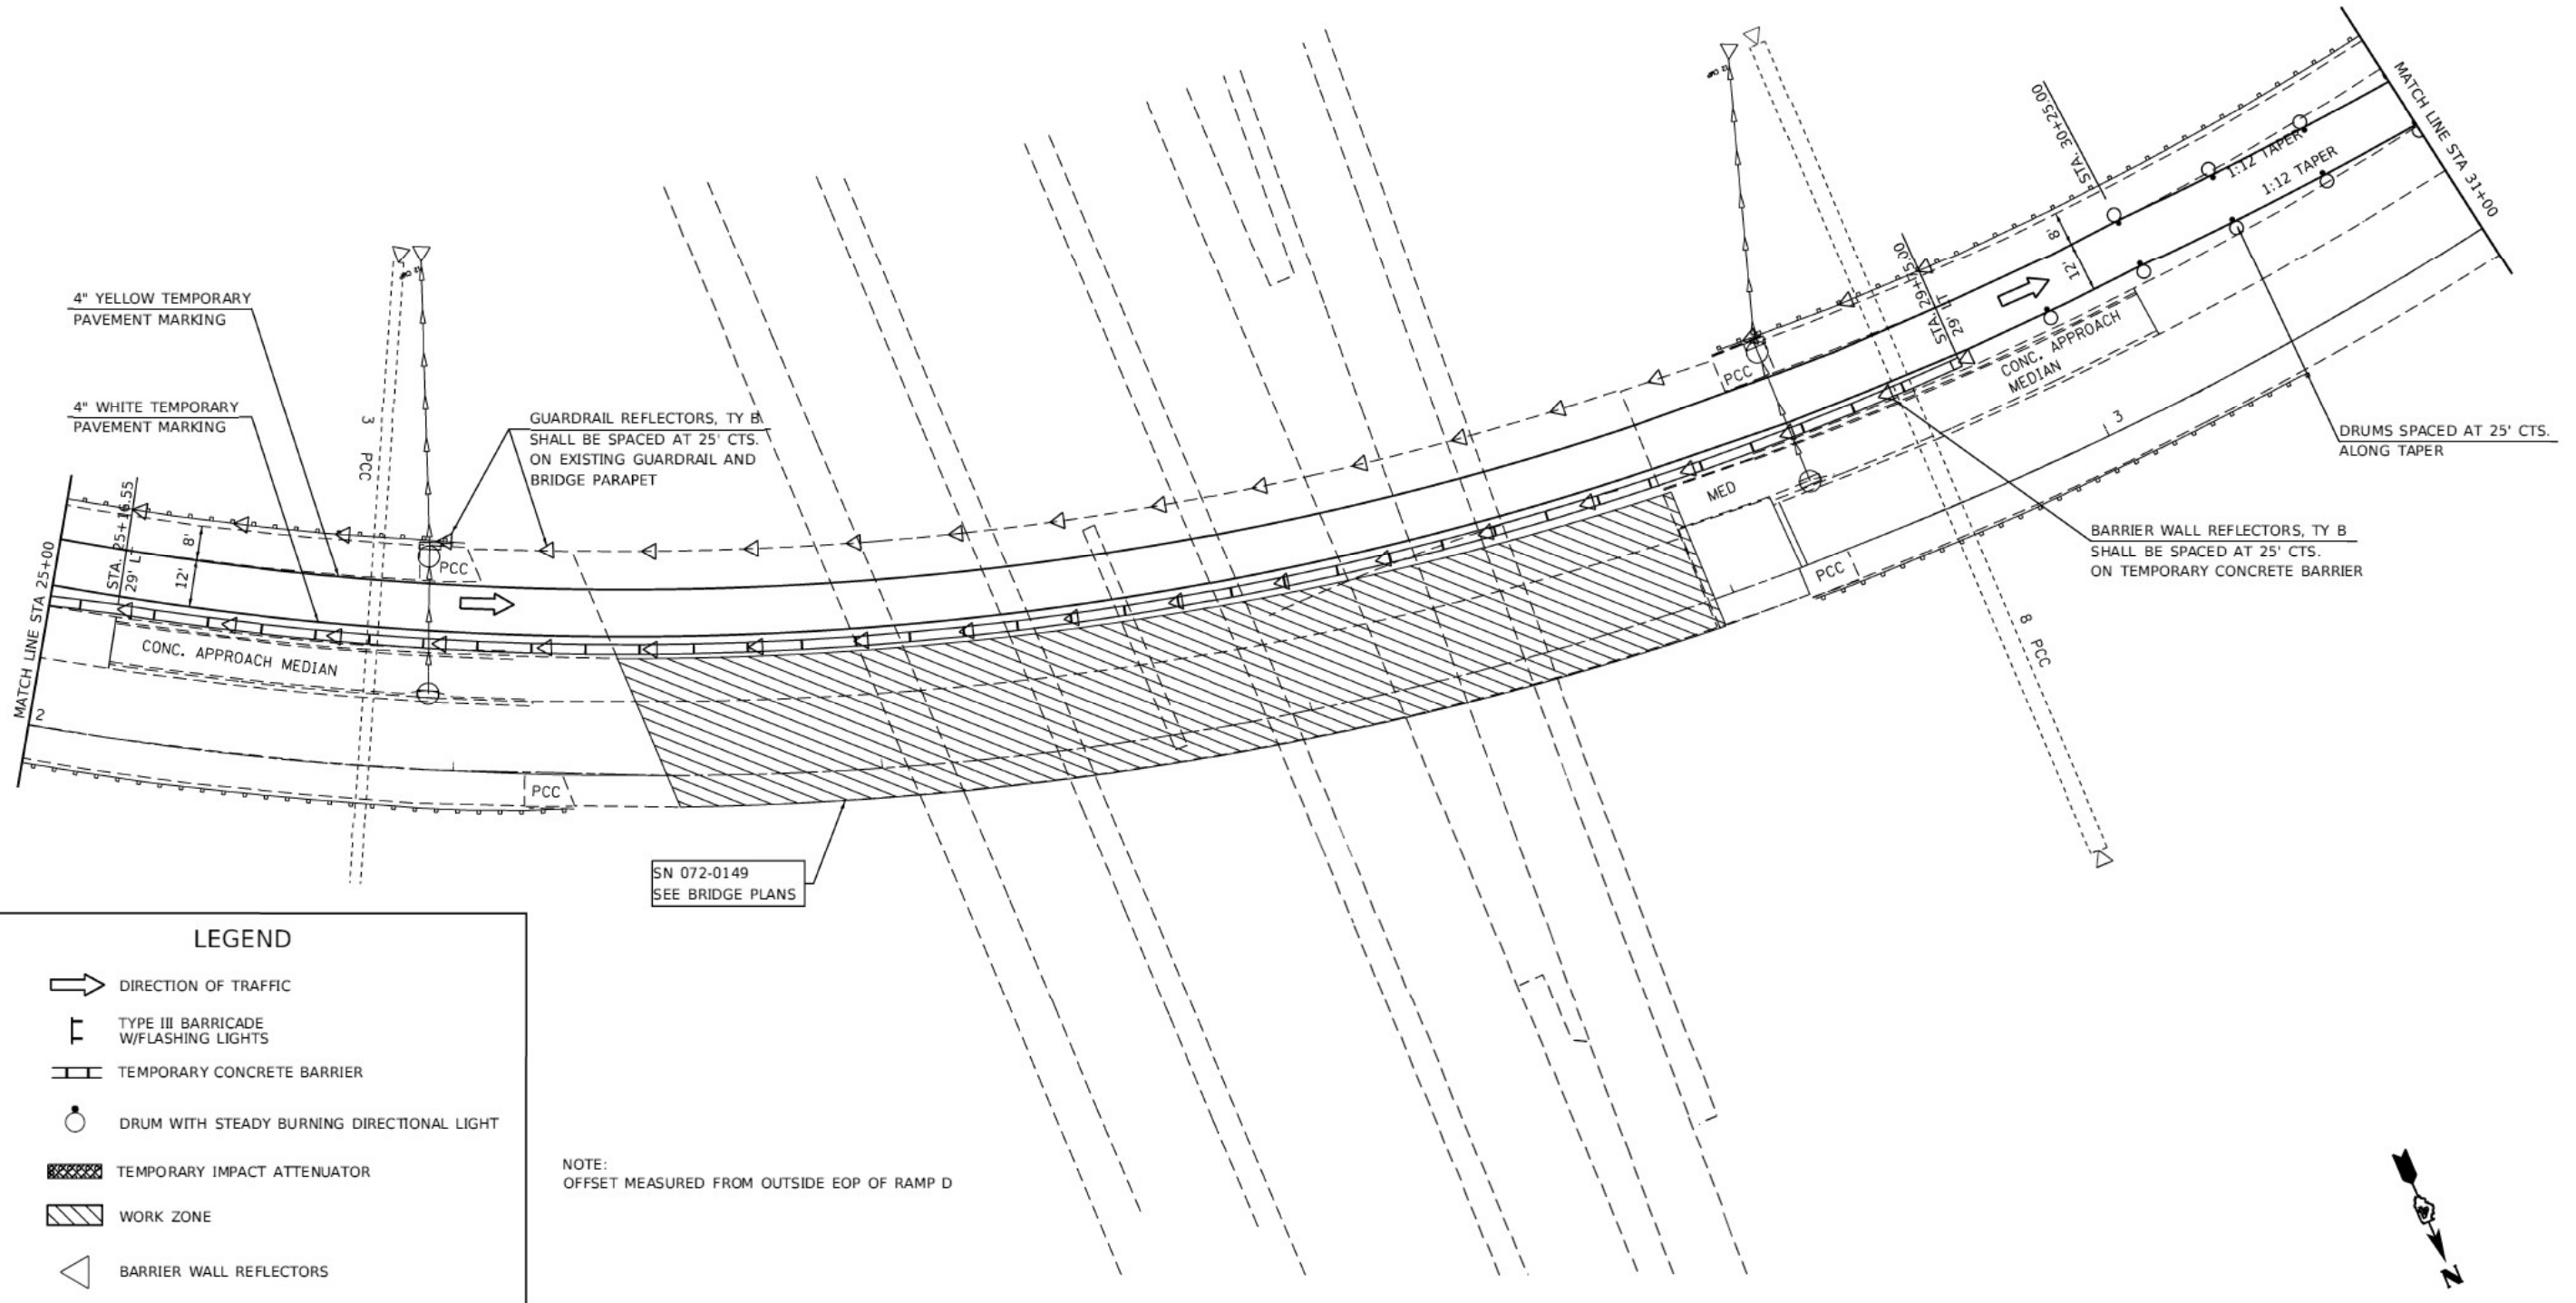 MATCH LINE STA 25+00
STA. 25+16.55
29' LT
8'
12'
4" YELLOW TEMPORARY
PAVEMENT MARKING
4" WHITE TEMPORARY
PAVEMENT MARKING
3
PCC
PCC
GUARDRAIL REFLECTORS, TY B
SHALL BE SPACED AT 25' CTS.
ON EXISTING GUARDRAIL AND
BRIDGE PARAPET
CONC. APPROACH MEDIAN
2
PCC
SN 072-0149
SEE BRIDGE PLANS
PCC
MED
PCC
STA. 29+75.00
29' LT
STA. 30+25.00
8'
12'
1:12 TAPER
1:12 TAPER
MATCH LINE STA 31+00
CONC. APPROACH
MEDIAN
3
DRUMS SPACED AT 25' CTS.
ALONG TAPER
BARRIER WALL REFLECTORS, TY B
SHALL BE SPACED AT 25' CTS.
ON TEMPORARY CONCRETE BARRIER
8
PCC
LEGEND
DIRECTION OF TRAFFIC
TYPE III BARRICADE
W/FLASHING LIGHTS
TEMPORARY CONCRETE BARRIER
DRUM WITH STEADY BURNING DIRECTIONAL LIGHT
TEMPORARY IMPACT ATTENUATOR
WORK ZONE
BARRIER WALL REFLECTORS
NOTE:
OFFSET MEASURED FROM OUTSIDE EOP OF RAMP D
N